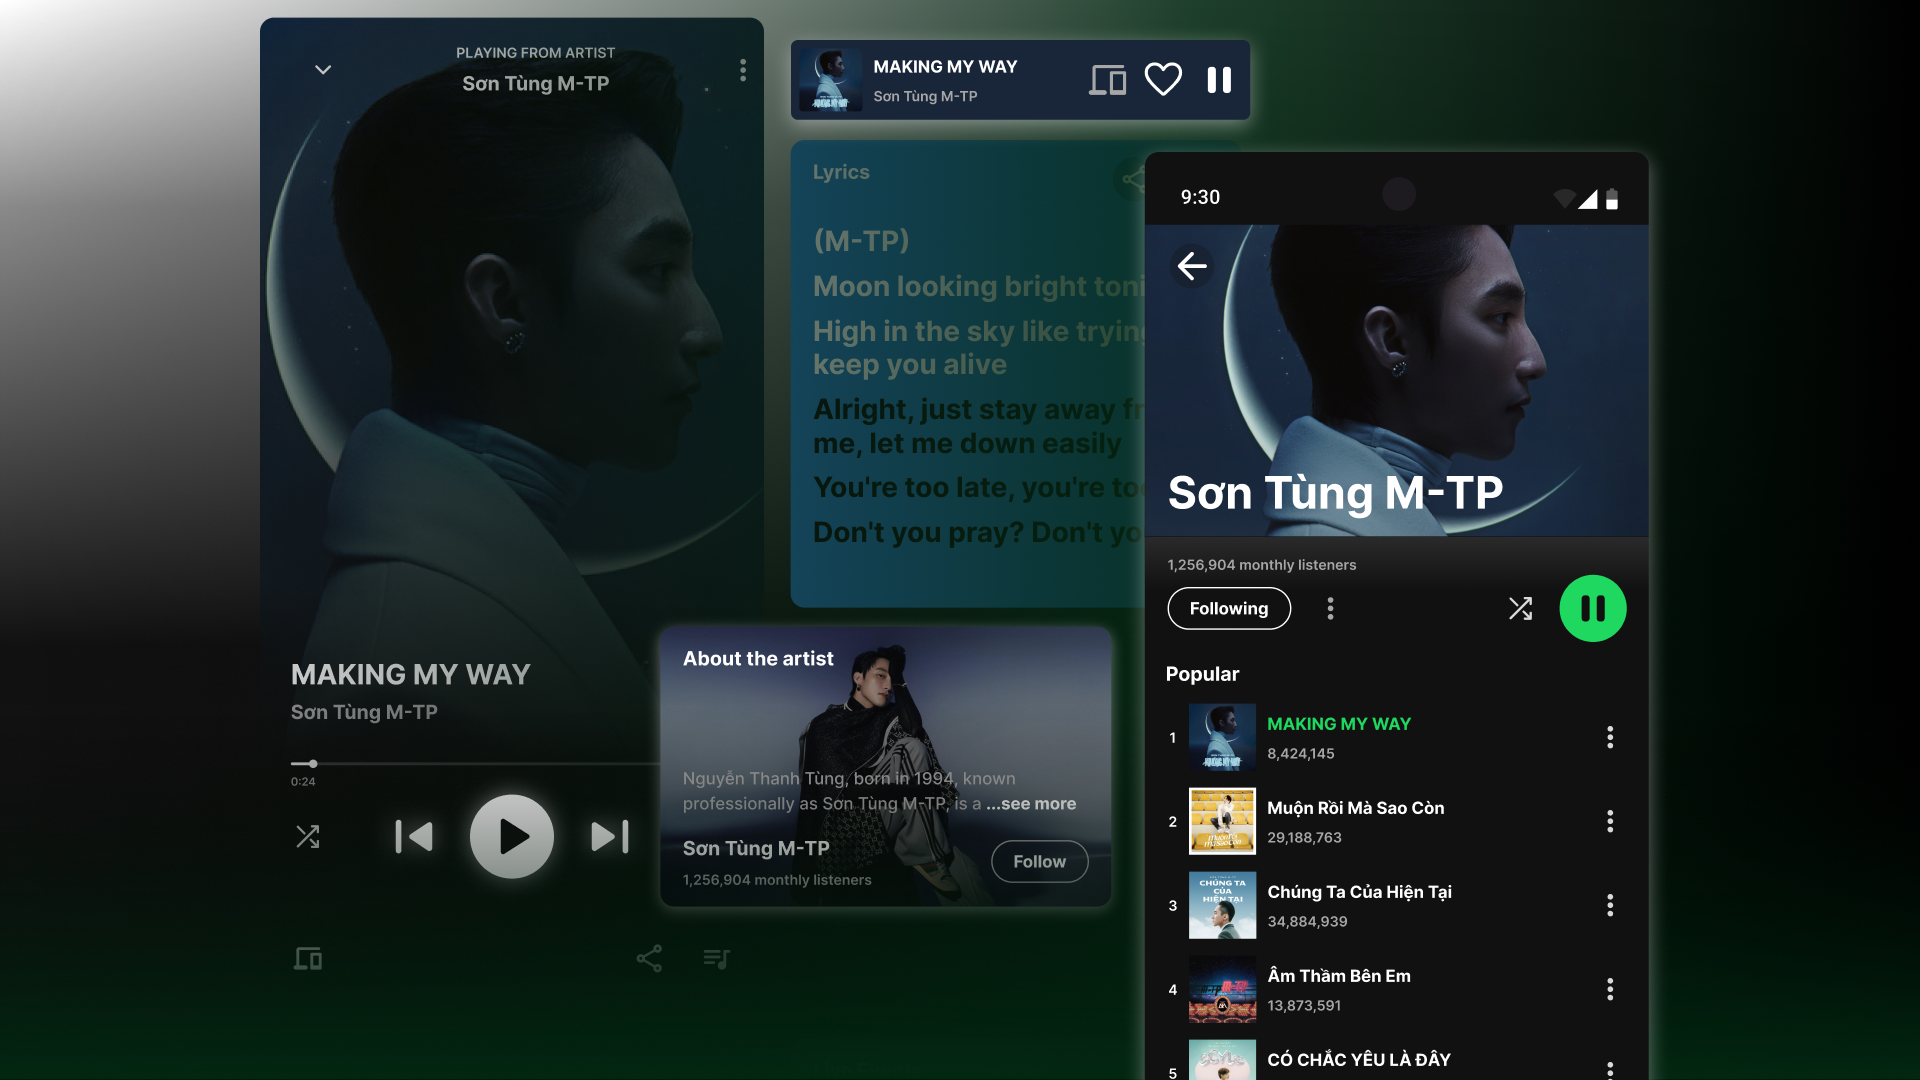 PLAYING FROM ARTIST
Sơn Tùng M-TP
MAKING MY WAY
Sơn Tùng M-TP
0:24
MAKING MY WAY
Sơn Tùng M-TP
Lyrics
(M-TP)
Moon looking bright toni
High in the sky like trying
keep you alive
Alright, just stay away fr
me, let me down easily
You're too late, you're too
Don't you pray? Don't yo
About the artist
Nguyễn Thanh Tùng, born in 1994, known
professionally as Sơn Tùng M-TP, is a ...see more
Sơn Tùng M-TP
1,256,904 monthly listeners
Follow
9:30
Sơn Tùng M-TP
1,256,904 monthly listeners
Following
Popular
1
MAKING MY WAY
8,424,145
2
Muộn Rồi Mà Sao Còn
29,188,763
3
CHÚNG TA
CỦA
HIỆN TẠI
Chúng Ta Của Hiện Tại
34,884,939
4
Âm Thầm Bên Em
13,873,591
5
CÓ CHẮC YÊU LÀ ĐÂY